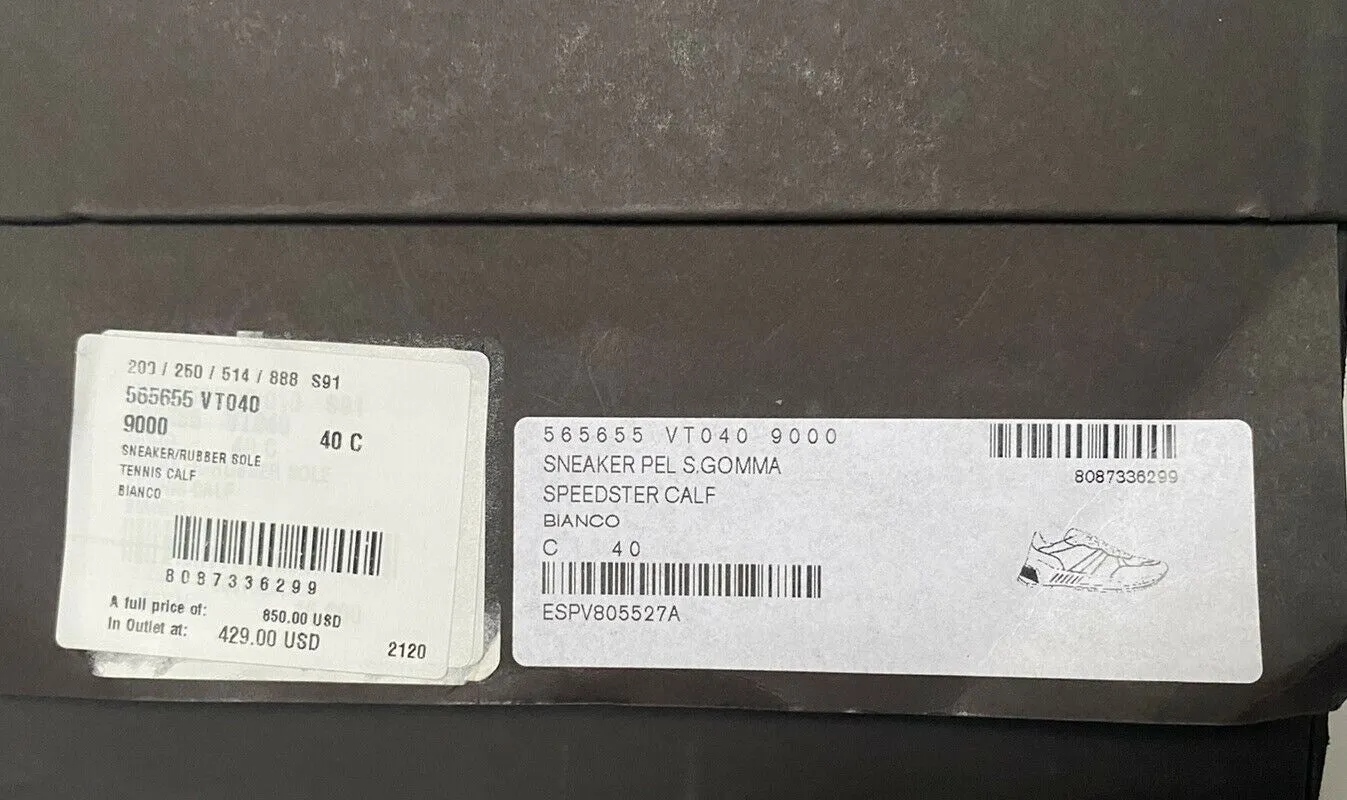 209 / 250 / 514 / 888 S91
565655 VT040
9000
40 C
SNEAKER/RUBBER SOLE
TENNIS CALF
BIANCO
8087336299
A full price of: 850.00 USD
In Outlet at: 429.00 USD
2120
565655 VT040 9000
SNEAKER PEL S.GOMMA
SPEEDSTER CALF
BIANCO
C 40
ESPV805527A
8087336299